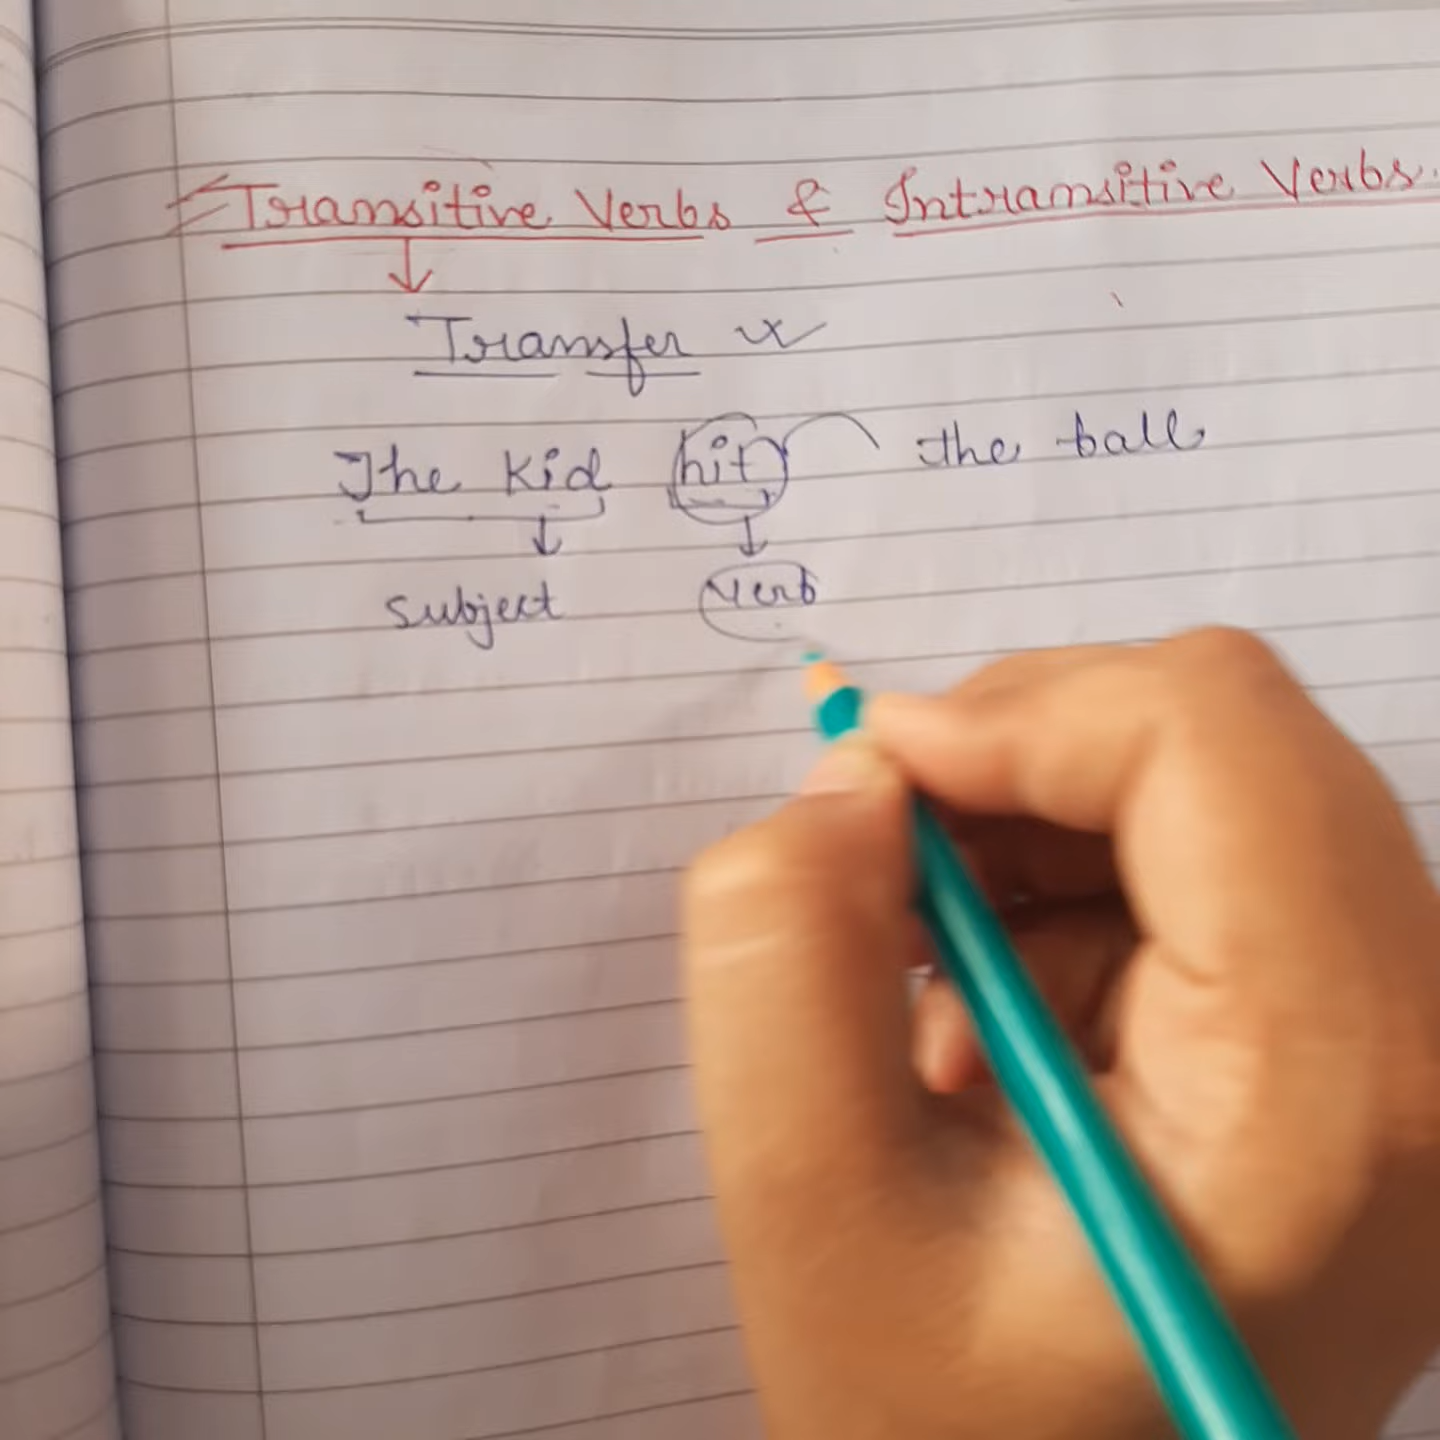 Transitive Verbs & Intransitive Verbs.
Transfer
The Kid hit the ball
subject verb